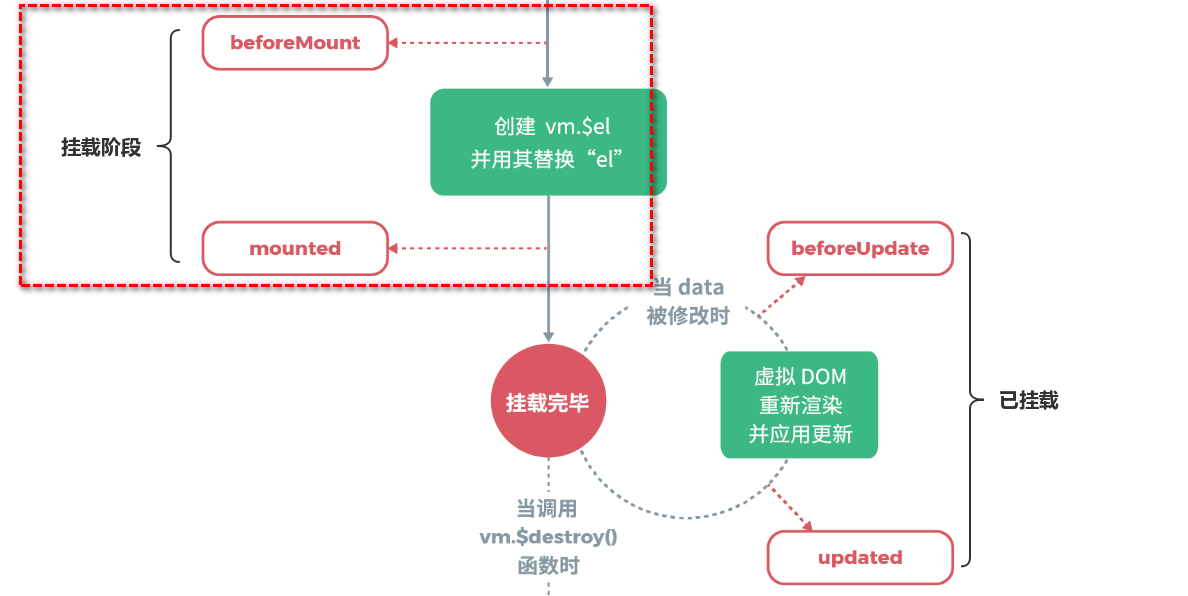 beforeMount
创建 vm.$el
并用其替换“el”
挂载阶段
mounted
beforeUpdate
当 data
被修改时
虚拟 DOM
重新渲染
并应用更新
挂载完毕
已挂载
当调用
vm.$destroy()
函数时
updated